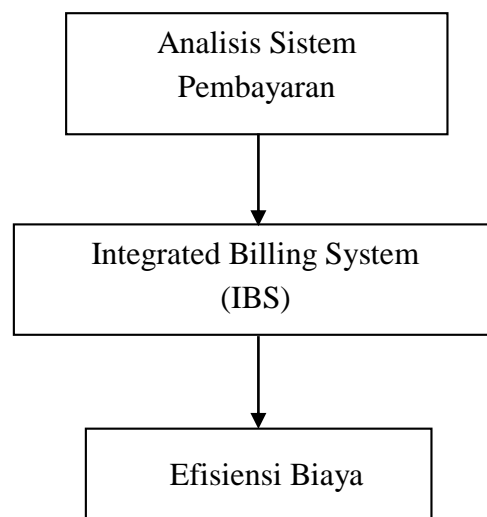 Analisis Sistem
Pembayaran
Integrated Billing System
(IBS)
Efisiensi Biaya